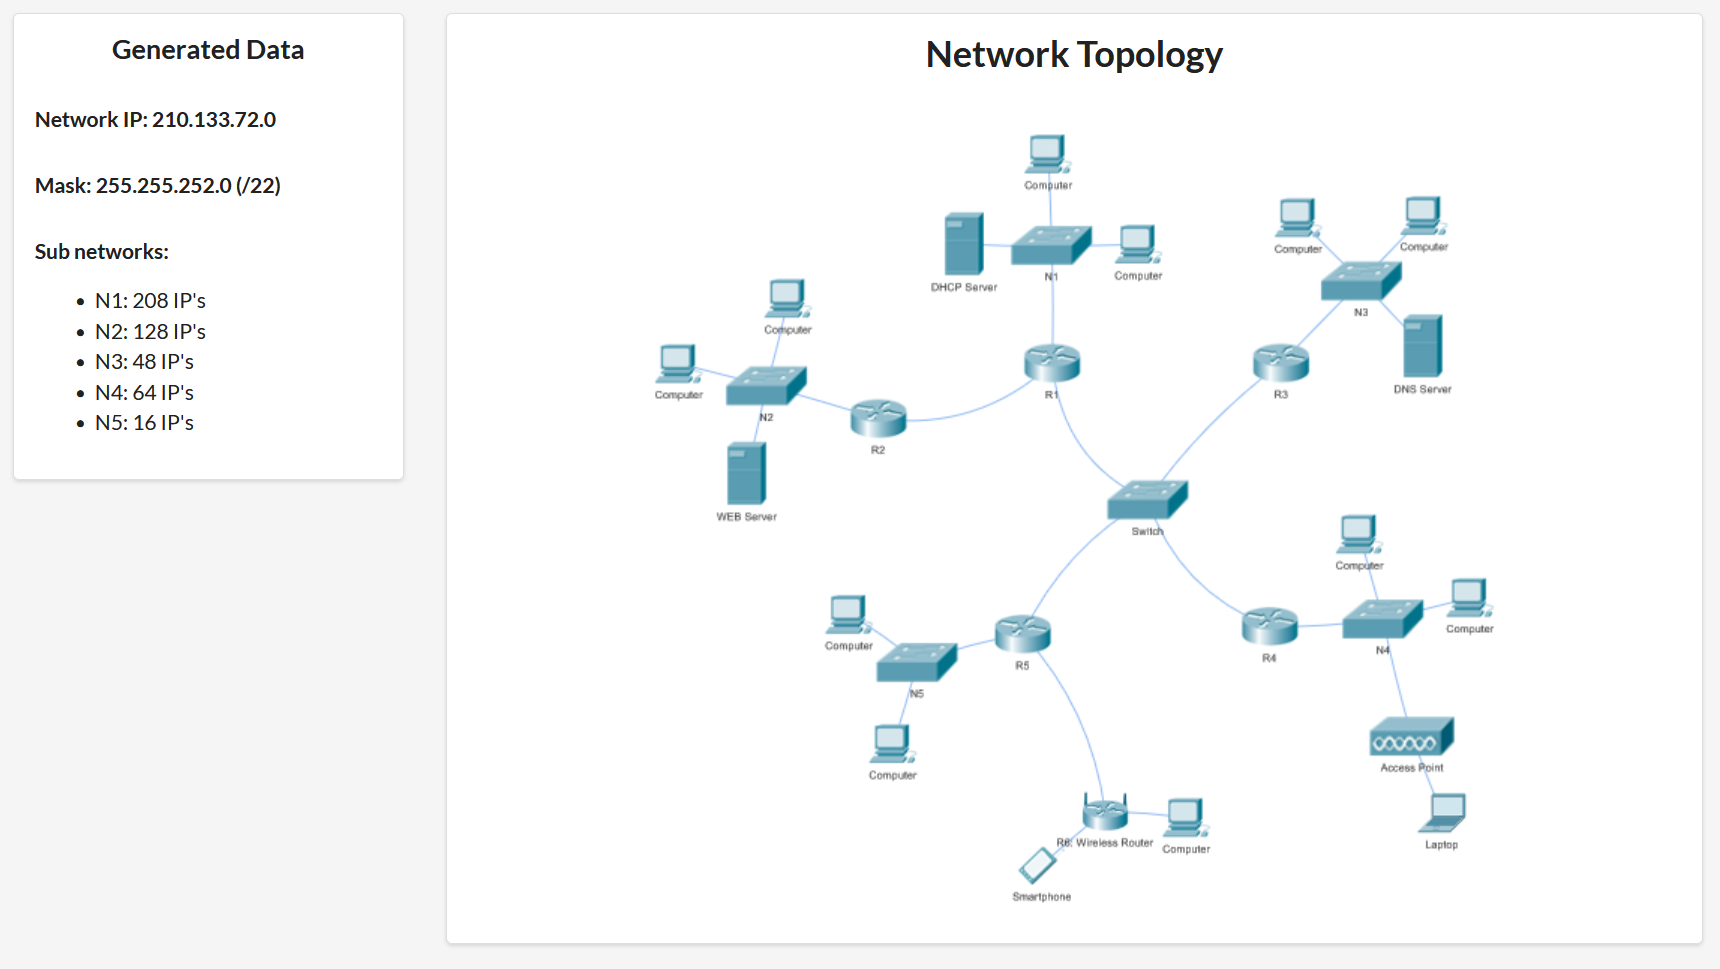 Generated Data
Network IP: 210.133.72.0
Mask: 255.255.252.0 (/22)
Sub networks:
N1: 208 IP's
N2: 128 IP's
N3: 48 IP's
N4: 64 IP's
N5: 16 IP's
Network Topology
Computer
DHCP Server
N1
Computer
Computer
Computer
N3
DNS Server
Computer
Computer
N2
WEB Server
R2
R1
R3
Switch
Computer
Computer
N4
R4
Access Point
Laptop
Computer
N5
R5
Computer
R6: Wireless Router
Computer
Smartphone